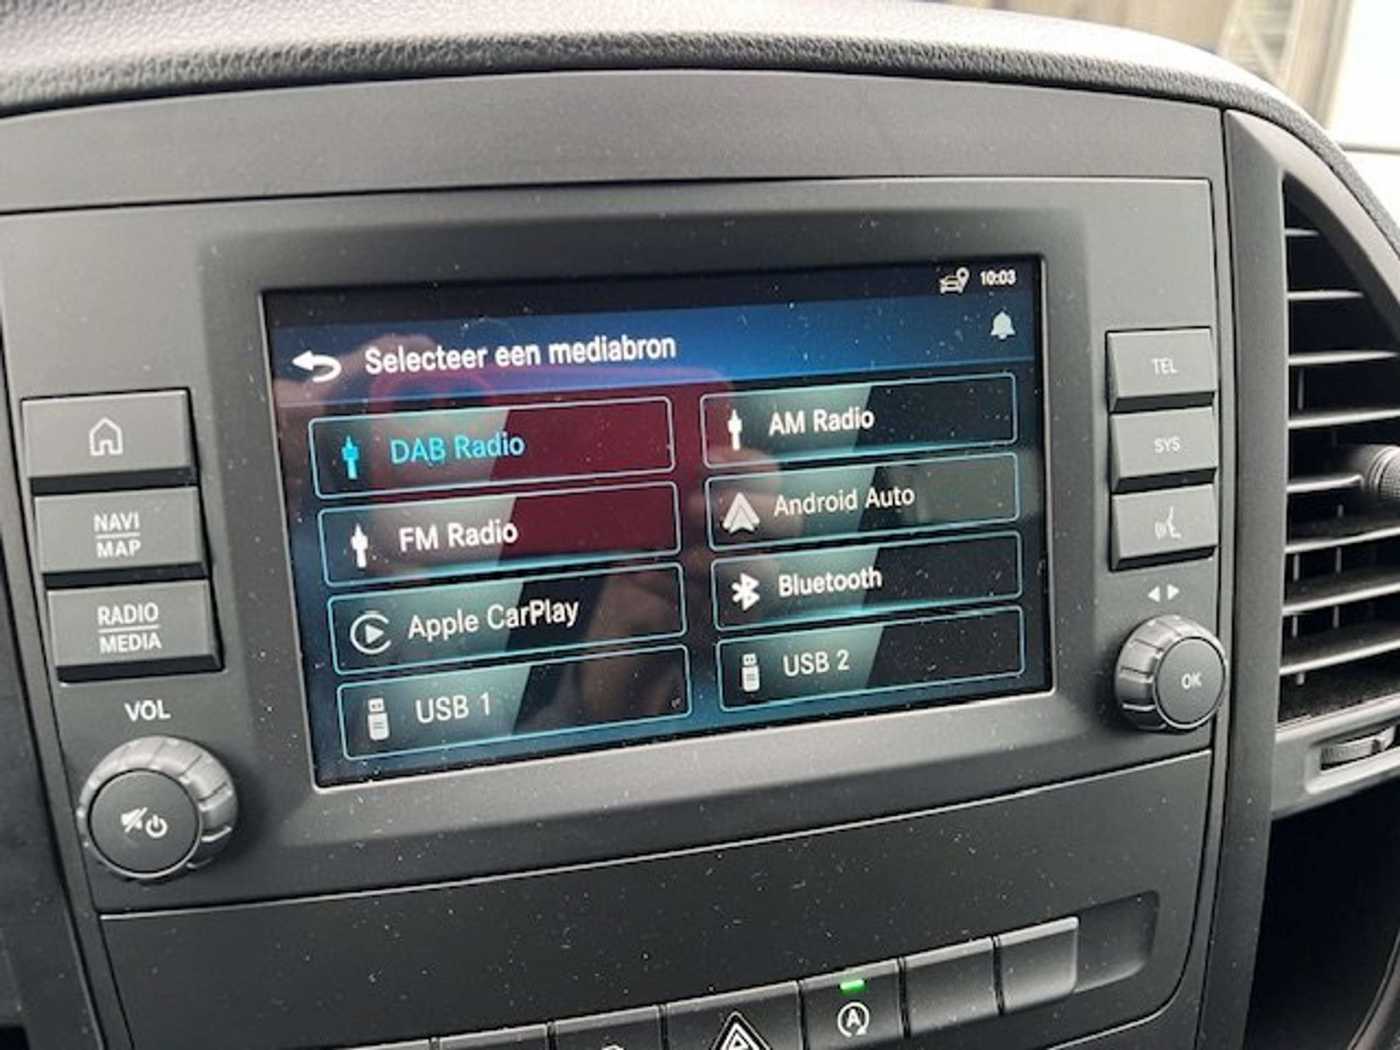 10:03
Selecteer een mediabron
DAB Radio
AM Radio
FM Radio
Android Auto
Apple CarPlay
Bluetooth
USB 1
USB 2
NAVI
MAP
RADIO
MEDIA
VOL
TEL
SYS
OK
A